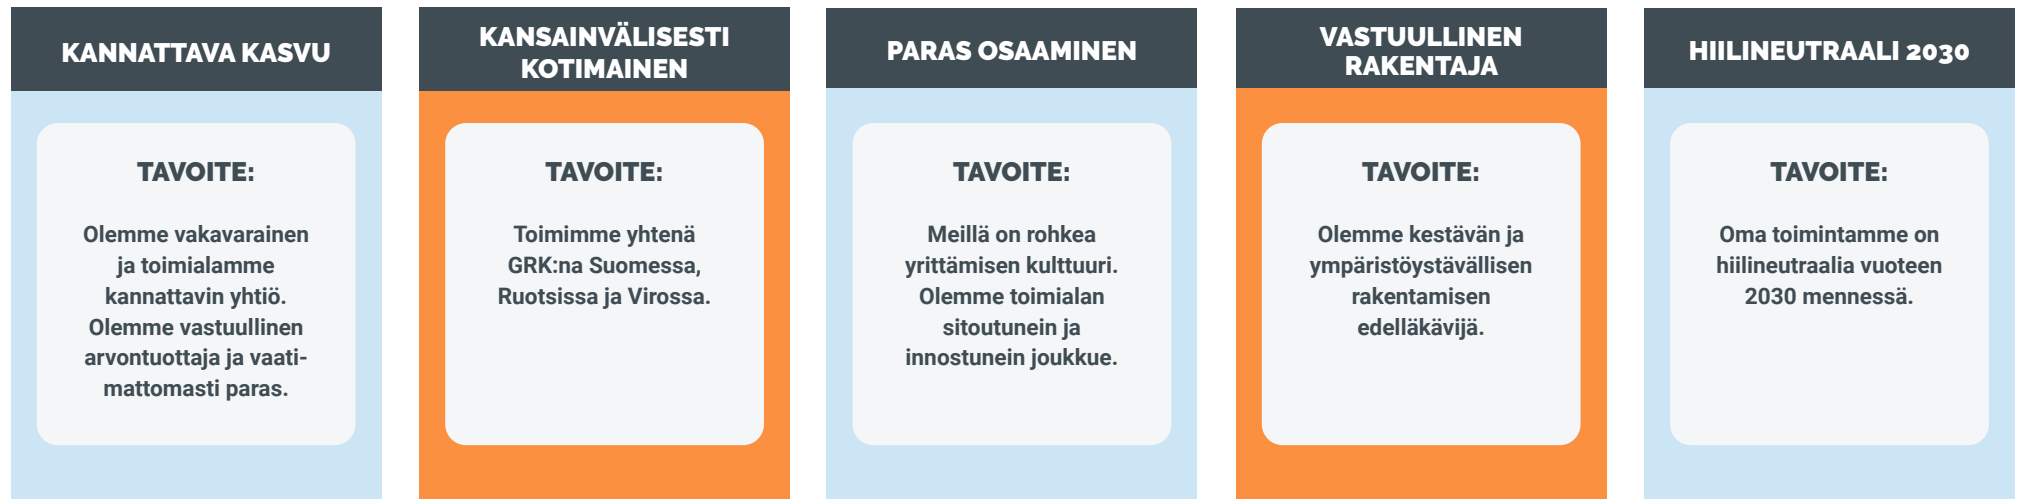 KANNATTAVA KASVU
TAVOITE:
Olemme vakavarainen
ja toimialamme
kannattavin yhtiö.
Olemme vastuullinen
arvontuottaja ja vaati-
mattomasti paras.
KANSAINVÄLISESTI
KOTIMAINEN
TAVOITE:
Toimimme yhtenä
GRK:na Suomessa,
Ruotsissa ja Virossa.
PARAS OSAAMINEN
TAVOITE:
Meillä on rohkea
yrittämisen kulttuuri.
Olemme toimialan
sitoutunein ja
innostunein joukkue.
VASTUULLINEN
RAKENTAJA
TAVOITE:
Olemme kestävän ja
ympäristöystävällisen
rakentamisen
edelläkävijä.
HIILINEUTRAALI 2030
TAVOITE:
Oma toimintamme on
hiilineutraalia vuoteen
2030 mennessä.